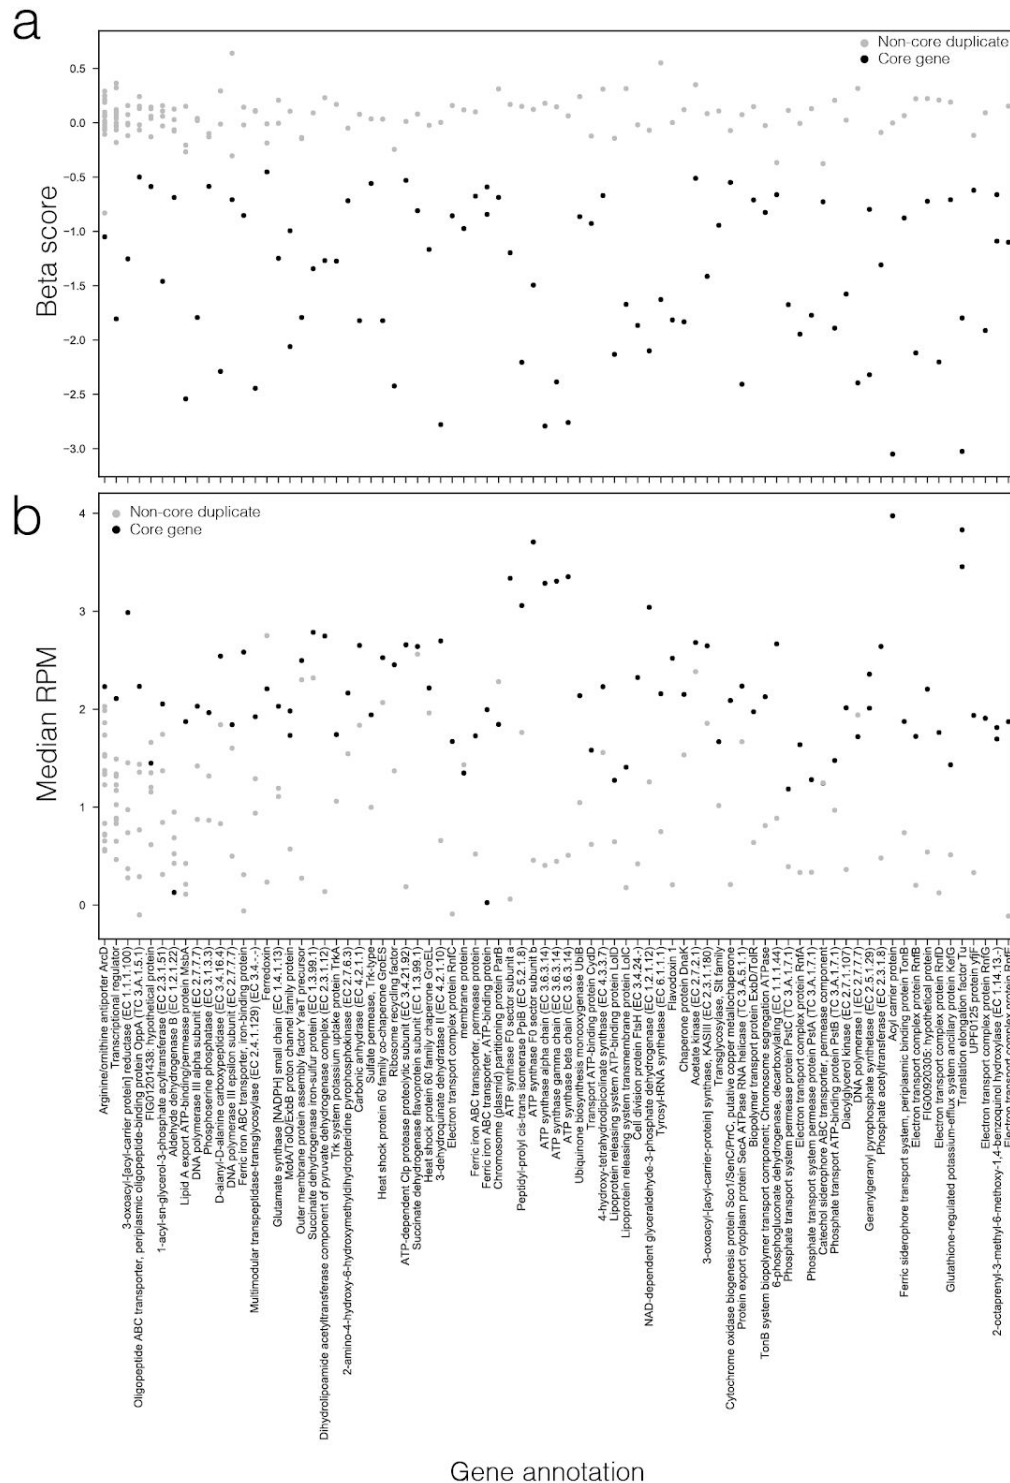 a
Non-core duplicate
Core gene
0.5
0.0
−0.5
−1.0
−1.5
−2.0
−2.5
−3.0
Beta score
b
Non-core duplicate
Core gene
4
3
2
1
0
Median RPM
Arginine/ornithine antiporter ArcD
Transcriptional regulator
3-oxoacyl-[acyl-carrier protein] reductase (EC 1.1.1.100)
Oligopeptide ABC transporter, periplasmic oligopeptide-binding protein OppA (TC 3.A.1.5.1)
FIG01201438: hypothetical protein
1-acyl-sn-glycerol-3-phosphate acyltransferase (EC 2.3.1.51)
Aldehyde dehydrogenase B (EC 1.2.1.22)
Lipid A export ATP-binding/permease protein MsbA
DNA polymerase III alpha subunit (EC 2.7.7.7)
Phosphoserine phosphatase (EC 3.1.3.3)
D-alanyl-D-alanine carboxypeptidase (EC 3.4.16.4)
DNA polymerase III epsilon subunit (EC 2.7.7.7)
Ferric iron ABC transporter, iron-binding protein
Multimodular transpeptidase-transglycosylase (EC 2.4.1.129) (EC 3.4.-.-)
Ferredoxin
Glutamate synthase [NADPH] small chain (EC 1.4.1.13)
MotA/TolQ/ExbB proton channel family protein
Outer membrane protein assembly factor YaeT precursor
Succinate dehydrogenase iron-sulfur protein (EC 1.3.99.1)
Dihydrolipoamide acetyltransferase component of pyruvate dehydrogenase complex (EC 2.3.1.12)
Trk system potassium uptake protein TrkA
2-amino-4-hydroxy-6-hydroxymethyldihydropteridine pyrophosphokinase (EC 2.7.6.3)
Carbonic anhydrase (EC 4.2.1.1)
Sulfate permease, Trk-type
Heat shock protein 60 family co-chaperone GroES
Ribosome recycling factor
ATP-dependent Clp protease proteolytic subunit (EC 3.4.21.92)
Succinate dehydrogenase flavoprotein subunit (EC 1.3.99.1)
Heat shock protein 60 family chaperone GroEL
3-dehydroquinate dehydratase II (EC 4.2.1.10)
Electron transport complex protein RnfC
membrane protein
Ferric iron ABC transporter, permease protein
Ferric iron ABC transporter, ATP-binding protein
Chromosome (plasmid) partitioning protein ParB
ATP synthase F0 sector subunit a
Peptidyl-prolyl cis-trans isomerase PpiB (EC 5.2.1.8)
ATP synthase F0 sector subunit b
ATP synthase alpha chain (EC 3.6.3.14)
ATP synthase gamma chain (EC 3.6.3.14)
ATP synthase beta chain (EC 3.6.3.14)
Ubiquinone biosynthesis monooxygenase UbiB
Transport ATP-binding protein CydD
4-hydroxy-tetrahydrodipicolinate synthase (EC 4.3.3.7)
Lipoprotein releasing system ATP-binding protein LolD
Lipoprotein releasing system transmembrane protein LolC
Cell division protein FtsH (EC 3.4.24.-)
NAD-dependent glyceraldehyde-3-phosphate dehydrogenase (EC 1.2.1.12)
Tyrosyl-tRNA synthetase (EC 6.1.1.1)
Flavodoxin 1
Chaperone protein DnaK
Acetate kinase (EC 2.7.2.1)
3-oxoacyl-[acyl-carrier-protein] synthase, KASIII (EC 2.3.1.180)
Transglycosylase, Slt family
Cytochrome oxidase biogenesis protein Sco1/SenC/PrrC, putative copper metallochaperone
Protein export cytoplasm protein SecA ATPase RNA helicase (TC 3.A.5.1.1)
Biopolymer transport protein ExbD/TolR
TonB system biopolymer transport component; Chromosome segregation ATPase
6-phosphogluconate dehydrogenase, decarboxylating (EC 1.1.1.44)
Phosphate transport system permease protein PstC (TC 3.A.1.7.1)
Electron transport complex protein RnfA
Phosphate transport system permease protein PstA (TC 3.A.1.7.1)
Catechol siderophore ABC transporter, permease component
Phosphate transport ATP-binding protein PstB (TC 3.A.1.7.1)
Diacylglycerol kinase (EC 2.7.1.107)
DNA polymerase I (EC 2.7.7.7)
Geranylgeranyl pyrophosphate synthetase (EC 2.5.1.29)
Phosphate acetyltransferase (EC 2.3.1.8)
Acyl carrier protein
Ferric siderophore transport system, periplasmic binding protein TonB
Electron transport complex protein RnfB
FIG00920305: hypothetical protein
Electron transport complex protein RnfD
Glutathione-regulated potassium-efflux system ancillary protein KefG
Translation elongation factor Tu
UPF0125 protein yfjF
Electron transport complex protein RnfG
2-octaprenyl-3-methyl-6-methoxy-1,4-benzoquinol hydroxylase (EC 1.14.13.-)
Electron transport complex protein RnfE
Gene annotation